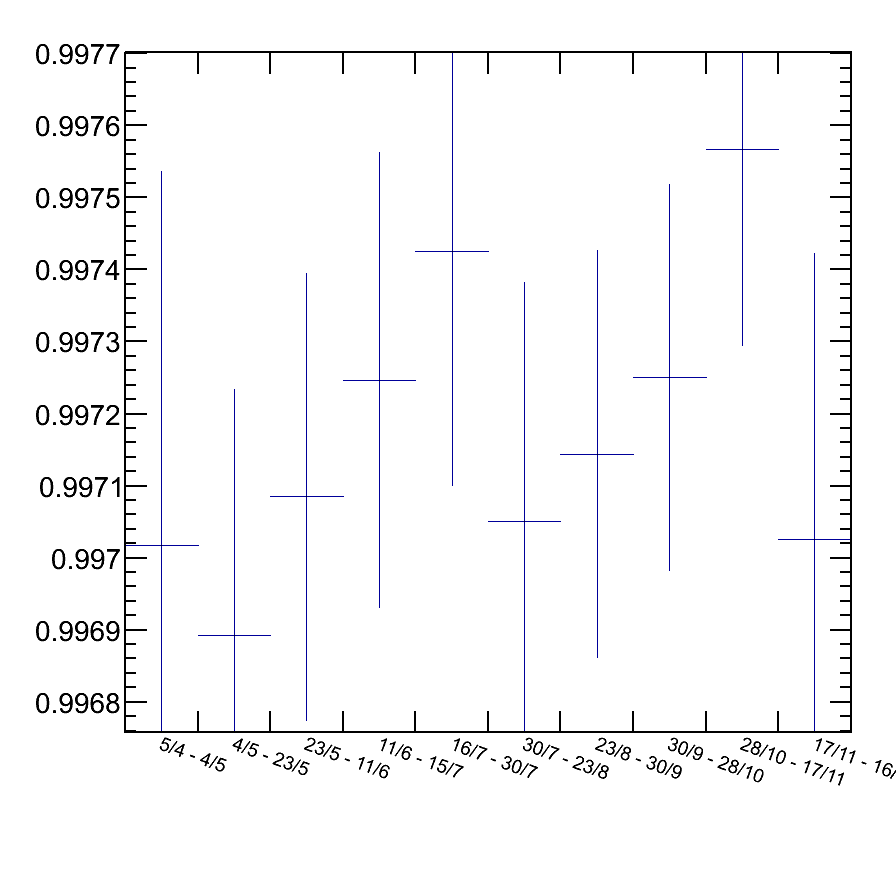 0.9977
0.9976
0.9975
0.9974
0.9973
0.9972
0.9971
0.997
0.9969
0.9968
5/4 - 4/5
4/5 - 23/5
23/5 - 11/6
11/6 - 15/7
16/7 - 30/7
30/7 - 23/8
23/8 - 30/9
30/9 - 28/10
28/10 - 17/11
17/11 - 16/